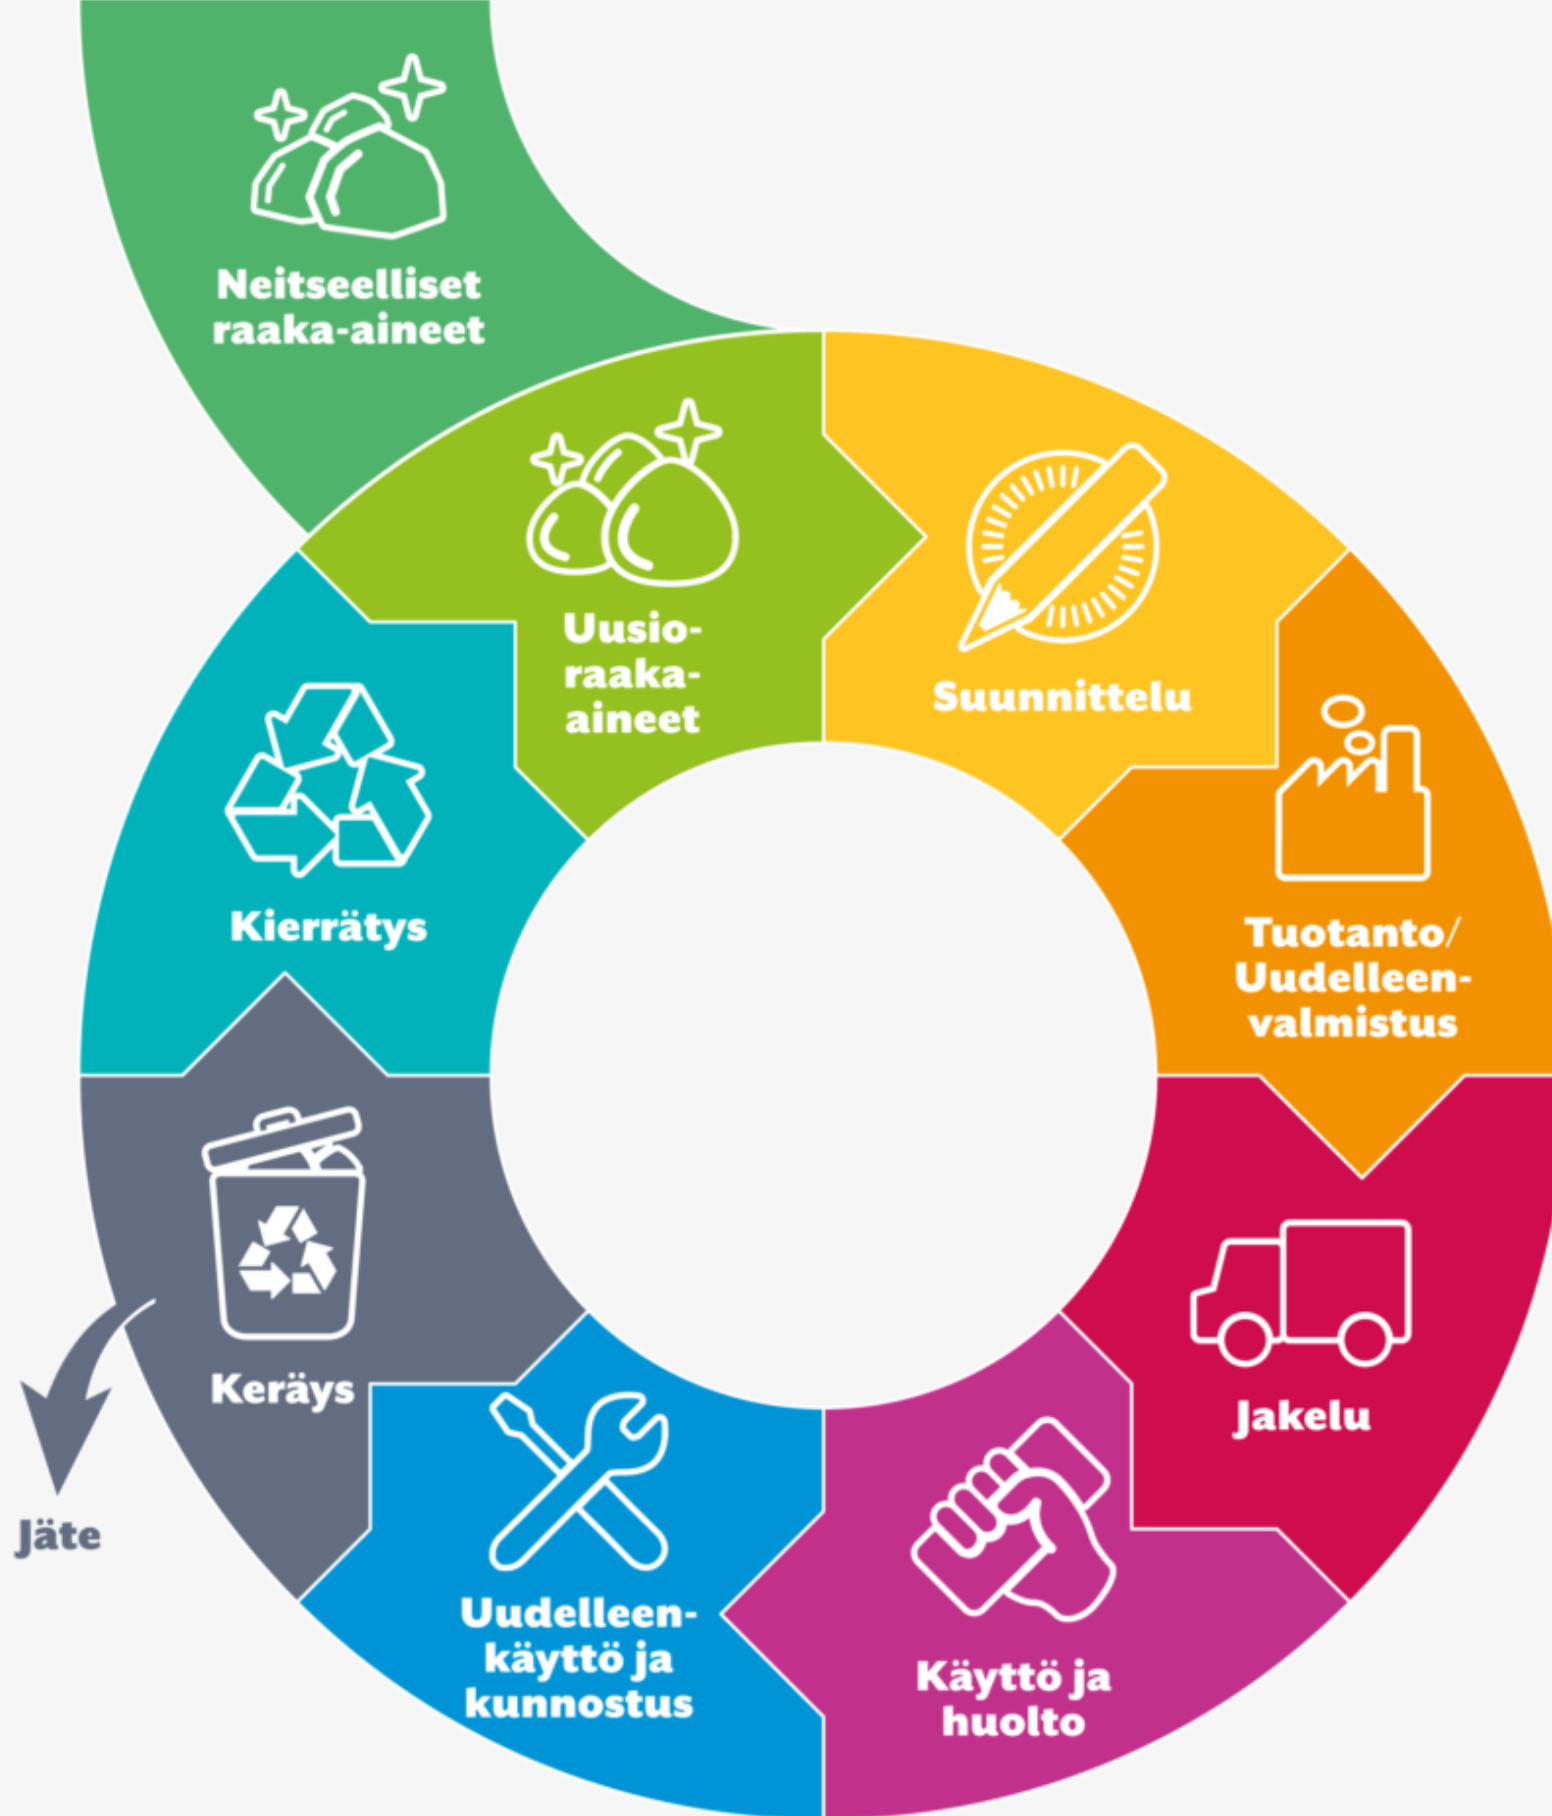 Neitseelliset
raaka-aineet
Uusio-
raaka-
aineet
Suunnittelu
Tuotanto/
Uudelleen-
valmistus
Jakelu
Käyttö ja
huolto
Uudelleen-
käyttö ja
kunnostus
Keräys
Jäte
Kierrätys